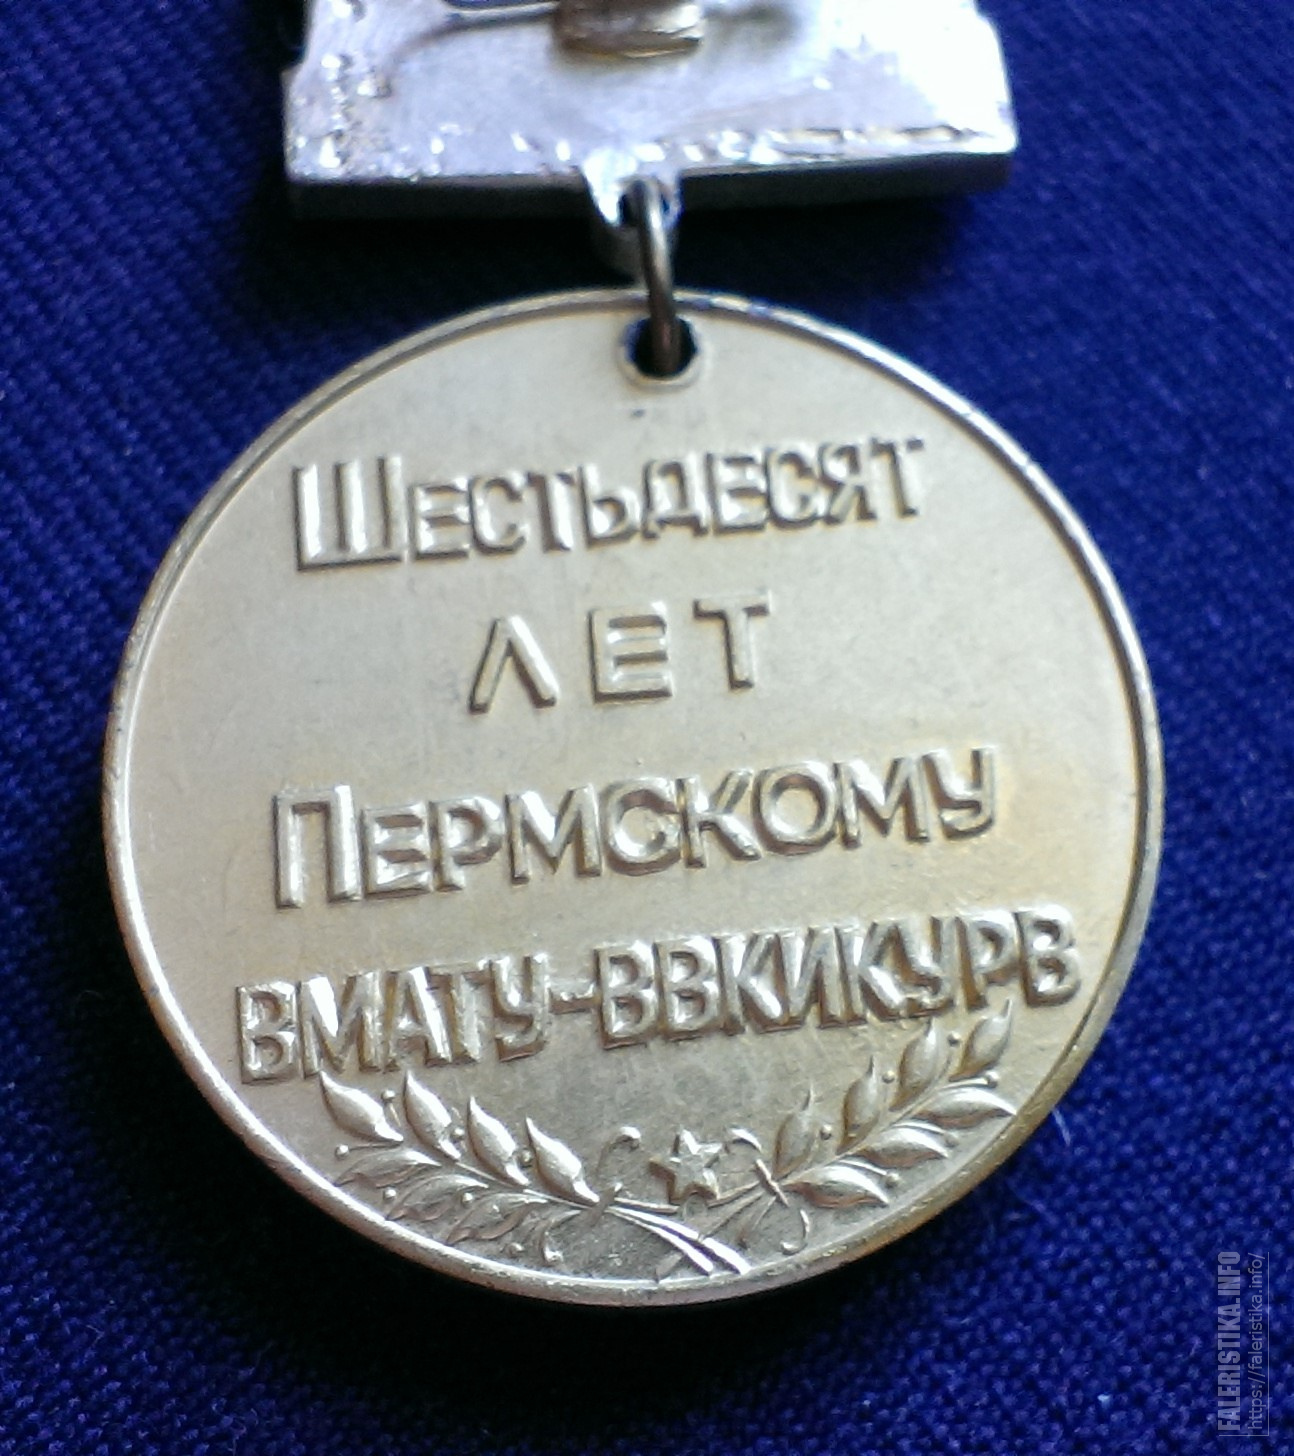 ШЕСТЬДЕСЯТ
ЛЕТ
ПЕРМСКОМУ
ВМАТУ-ВВКИКУРВ
FALERISTIKA.INFO
https://faleristika.info/